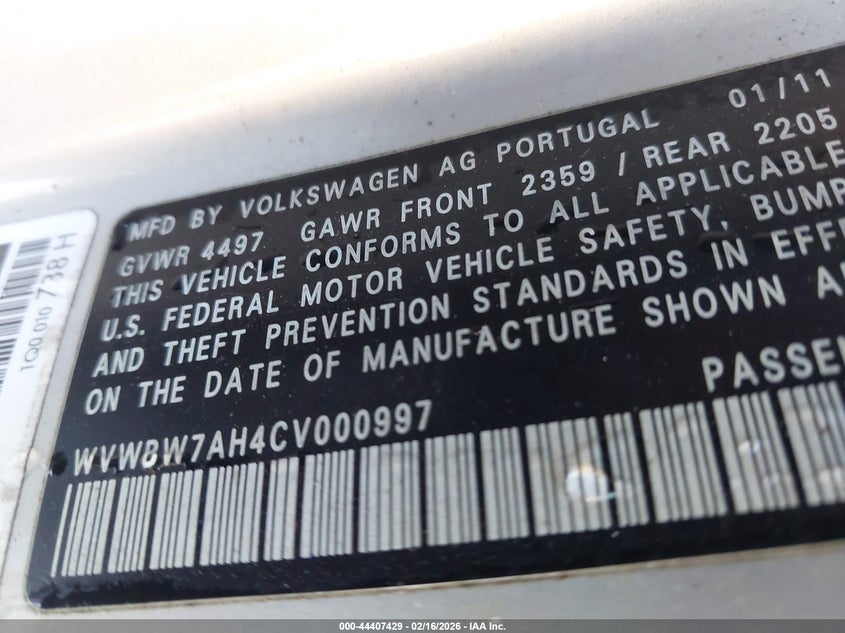 MFD BY VOLKSWAGEN AG PORTUGAL 01/11
GVWR 4497 GAWR FRONT 2359 / REAR 2205
THIS VEHICLE CONFORMS TO ALL APPLICABLE
U.S. FEDERAL MOTOR VEHICLE SAFETY, BUMP
AND THEFT PREVENTION STANDARDS IN EFF
ON THE DATE OF MANUFACTURE SHOWN A
PASSE
WVWBW7AH4CV000997
1Q0 010 738 H
000-44407429 - 02/16/2026 - IAA Inc.